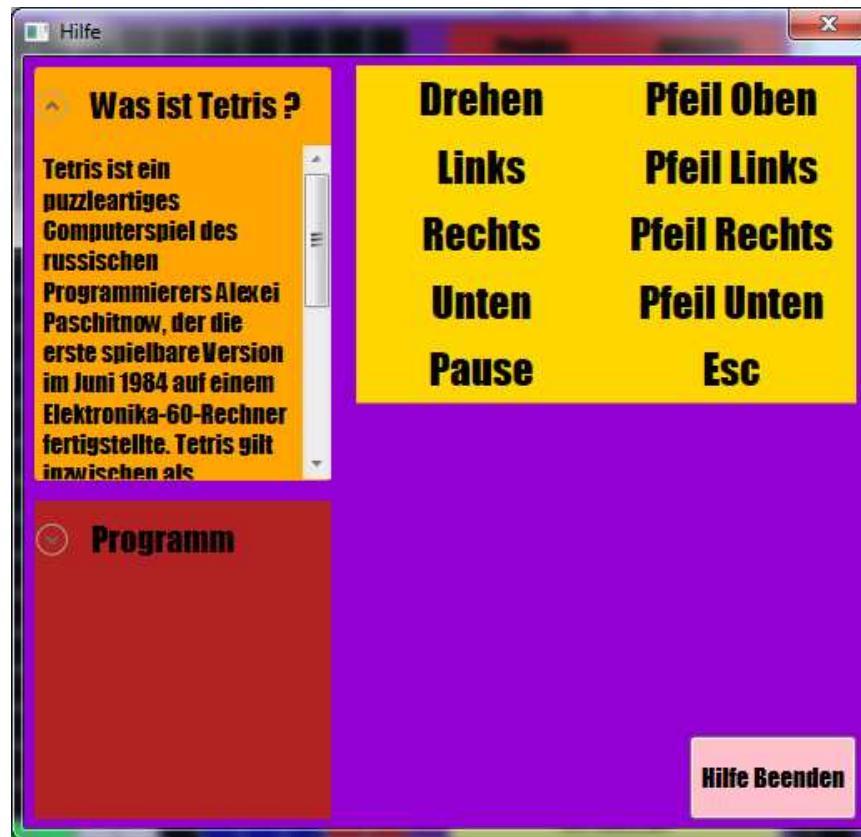 Hilfe
Was ist Tetris ?
Tetris ist ein
puzzleartiges
Computerspiel des
russischen
Programmierers Alexei
Paschitnow, der die
erste spielbare Version
im Juni 1984 auf einem
Elektronika-60-Rechner
fertigstellte. Tetris gilt
inzwischen als
Programm
Drehen Pfeil Oben
Links Pfeil Links
Rechts Pfeil Rechts
Unten Pfeil Unten
Pause Esc
Hilfe Beenden